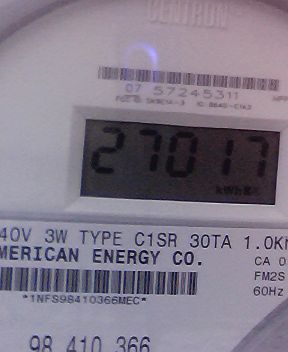 CENTRON
07 57245311
27017
kWh
40V 3W TYPE C1SR 30TA 1.0K
MERICAN ENERGY CO.
CA 0
FM2S
60Hz
*1NFS98410366MEC*
98 410 366